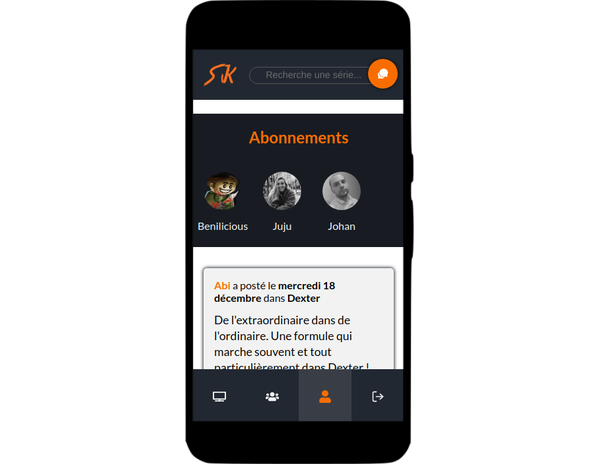 SK
Recherche une série...
Abonnements
Benilicious Juju Johan
Abi a posté le mercredi 18
décembre dans Dexter
De l'extraordinaire dans de
l'ordinaire. Une formule qui
marche souvent et tout
particulièrement dans Dexter !